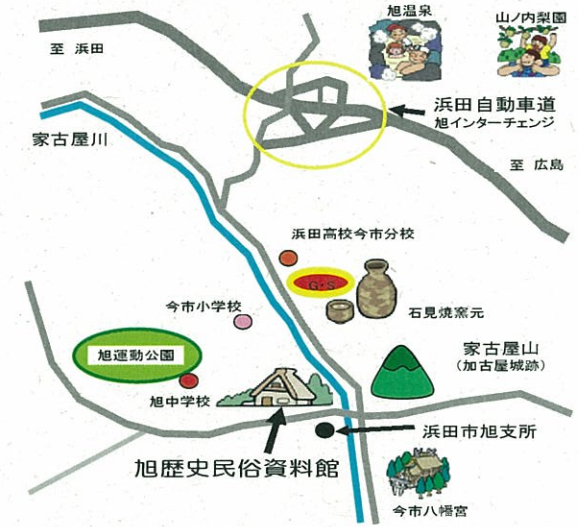 旭温泉
山ノ内梨園
至 浜田
浜田自動車道
旭インターチェンジ
家古屋川
至 広島
浜田高校今市分校
G・S
今市小学校
石見焼窯元
旭運動公園
家古屋山
(加古屋城跡)
旭中学校
浜田市旭支所
旭歴史民俗資料館
今市八幡宮